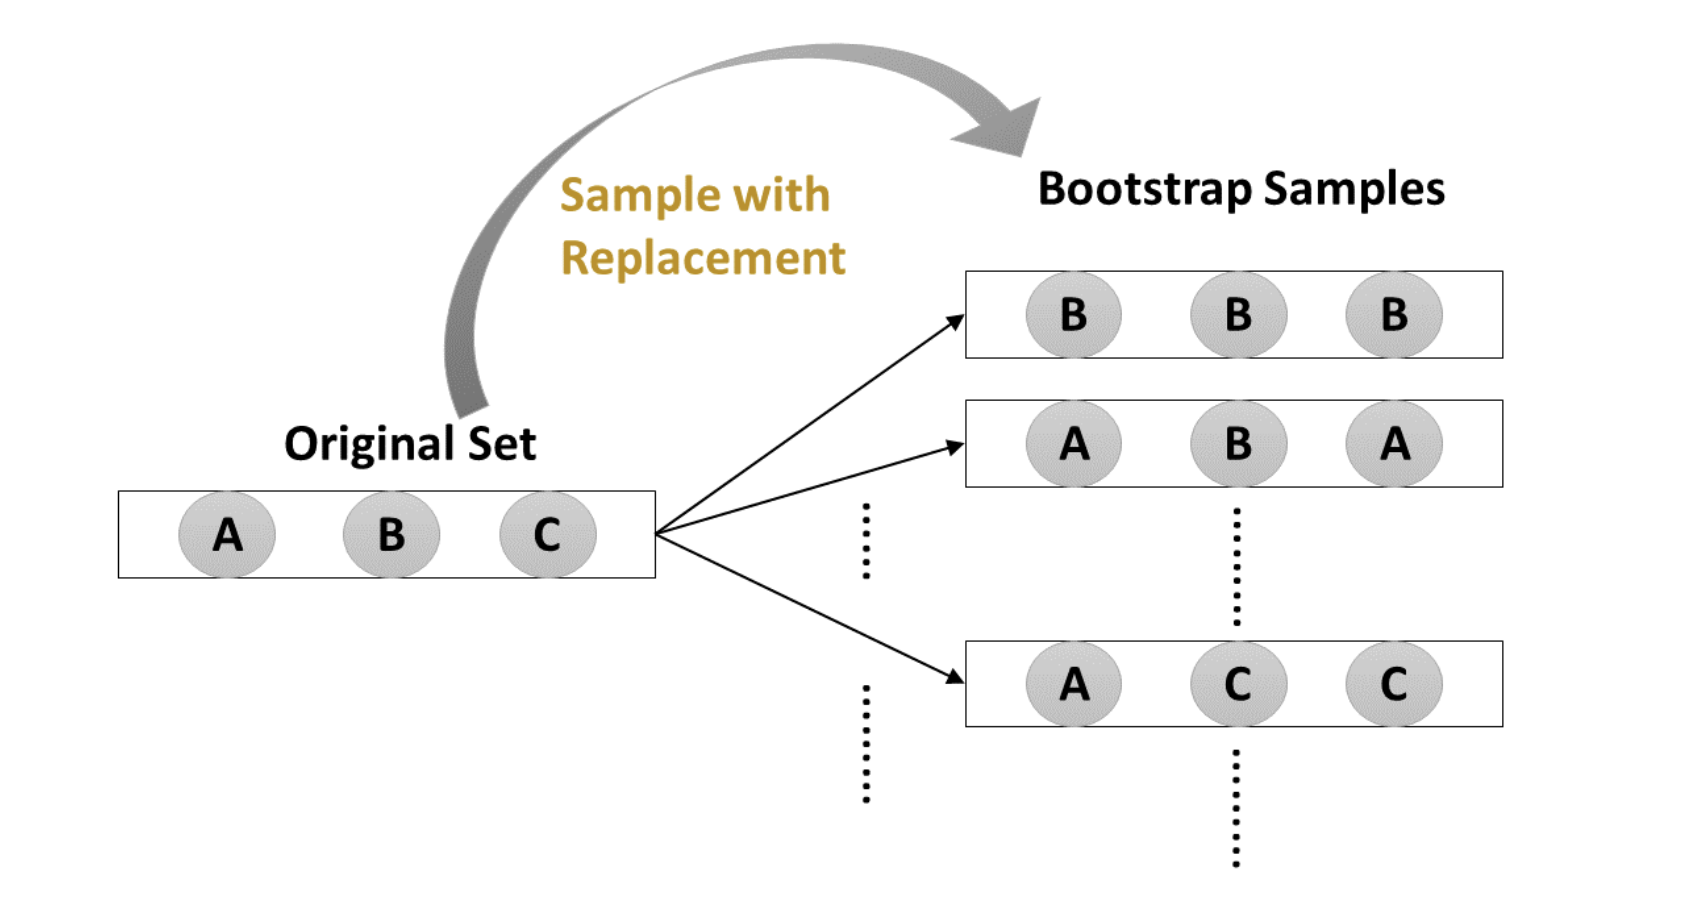 Sample with
Replacement
Bootstrap Samples
B B B
A B A
Original Set
A B C
A C C